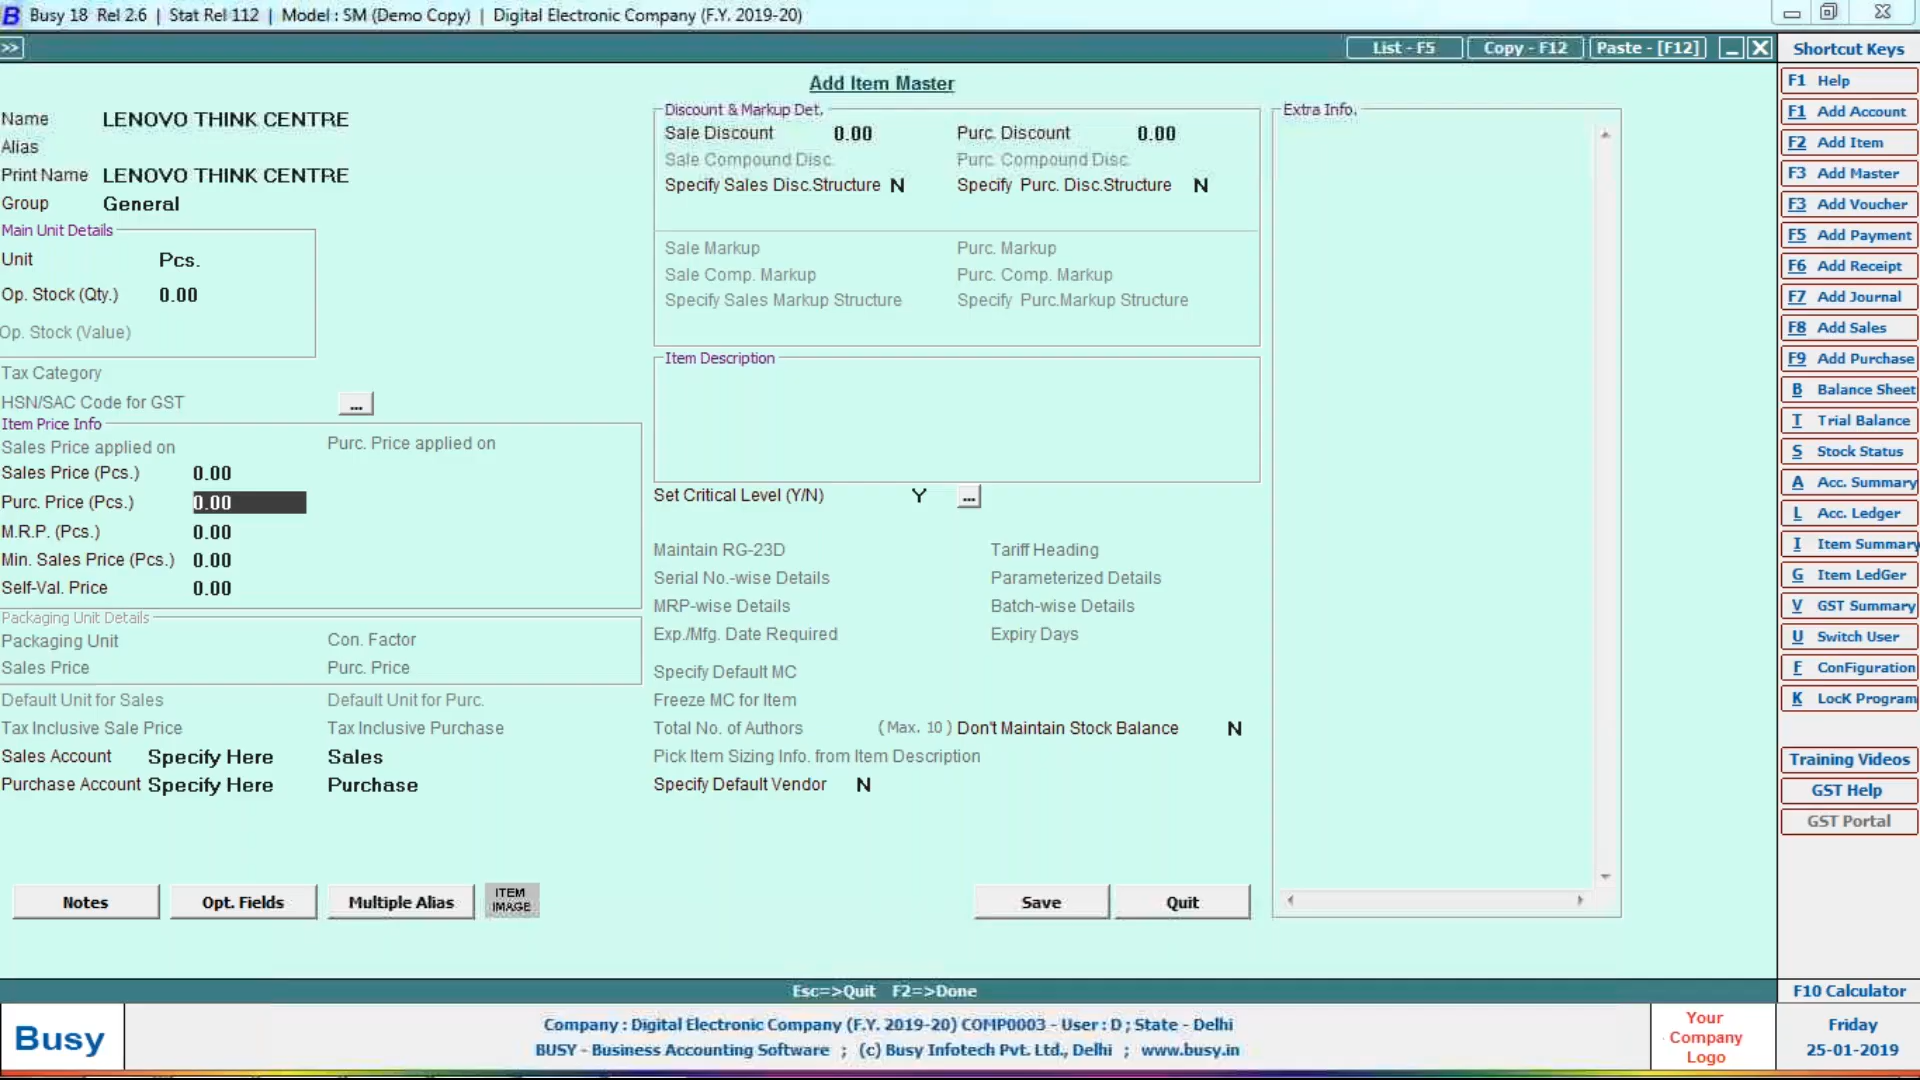 B Busy 18 Rel 2.6 | Stat Rel 112 | Model : SM (Demo Copy) | Digital Electronic Company (F.Y. 2019-20)
>> List - F5 Copy - F12 Paste - [F12]
Add Item Master
Name LENOVO THINK CENTRE
Alias
Print Name LENOVO THINK CENTRE
Group General
Main Unit Details
Unit Pcs.
Op. Stock (Qty.) 0.00
Op. Stock (Value)
Tax Category
HSN/SAC Code for GST ...
Item Price Info
Sales Price applied on Purc. Price applied on
Sales Price (Pcs.) 0.00
Purc. Price (Pcs.) 0.00
M.R.P. (Pcs.) 0.00
Min. Sales Price (Pcs.) 0.00
Self-Val. Price 0.00
Packaging Unit Details
Packaging Unit Con. Factor
Sales Price Purc. Price
Default Unit for Sales Default Unit for Purc.
Tax Inclusive Sale Price Tax Inclusive Purchase
Sales Account Specify Here Sales
Purchase Account Specify Here Purchase
Discount & Markup Det.
Sale Discount 0.00 Purc. Discount 0.00
Sale Compound Disc. Purc. Compound Disc.
Specify Sales Disc.Structure N Specify Purc. Disc.Structure N
Sale Markup Purc. Markup
Sale Comp. Markup Purc. Comp. Markup
Specify Sales Markup Structure Specify Purc.Markup Structure
Item Description
Set Critical Level (Y/N) Y ...
Maintain RG-23D Tariff Heading
Serial No.-wise Details Parameterized Details
MRP-wise Details Batch-wise Details
Exp./Mfg. Date Required Expiry Days
Specify Default MC
Freeze MC for Item
Total No. of Authors (Max. 10) Don't Maintain Stock Balance N
Pick Item Sizing Info. from Item Description
Specify Default Vendor N
Extra Info.
Notes Opt. Fields Multiple Alias ITEM IMAGE Save Quit
Shortcut Keys
F1 Help
F1 Add Account
F2 Add Item
F3 Add Master
F3 Add Voucher
F5 Add Payment
F6 Add Receipt
F7 Add Journal
F8 Add Sales
F9 Add Purchase
B Balance Sheet
T Trial Balance
S Stock Status
A Acc. Summary
L Acc. Ledger
I Item Summary
G Item LedGer
V GST Summary
U Switch User
F ConFiguration
K LocK Program
Training Videos
GST Help
GST Portal
Esc=>Quit F2=>Done
F10 Calculator
Busy
Company : Digital Electronic Company (F.Y. 2019-20) COMP0003 - User : D ; State - Delhi
BUSY - Business Accounting Software ; (c) Busy Infotech Pvt. Ltd., Delhi ; www.busy.in
Your
Company
Logo
Friday
25-01-2019